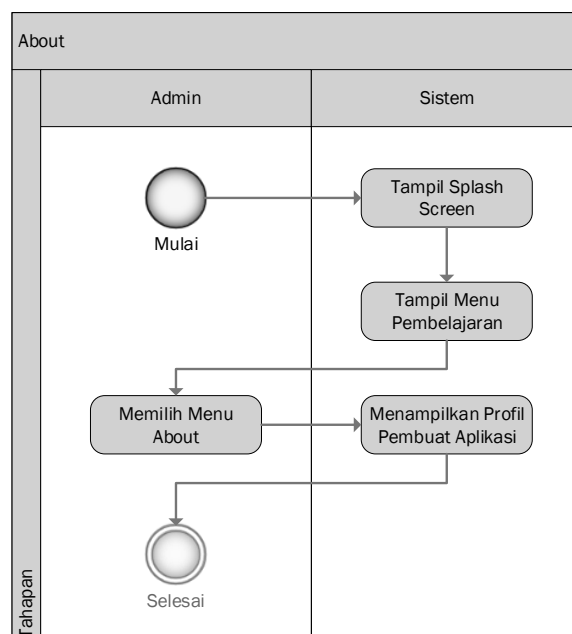 About
Admin
Sistem
Mulai
Tampil Splash
Screen
Tampil Menu
Pembelajaran
Memilih Menu
About
Menampilkan Profil
Pembuat Aplikasi
Selesai
Tahapan